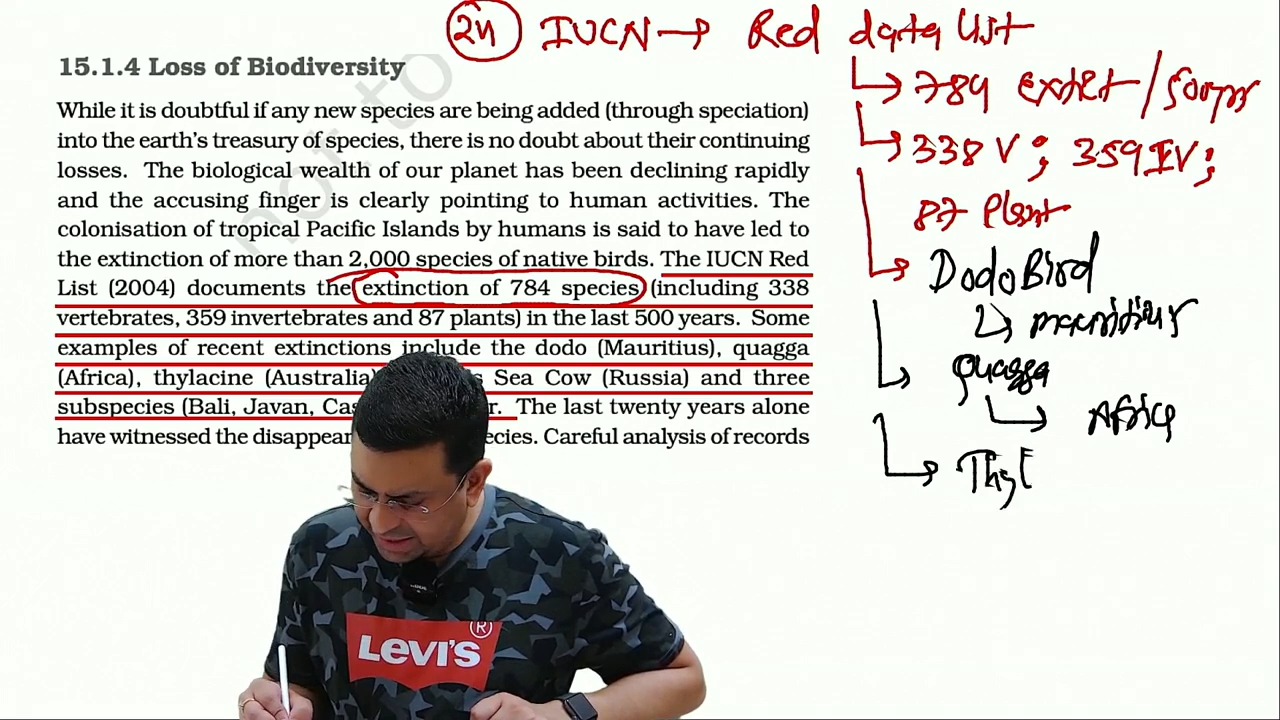 24 IUCN → Red data list
15.1.4 Loss of Biodiversity
While it is doubtful if any new species are being added (through speciation)
into the earth's treasury of species, there is no doubt about their continuing
losses. The biological wealth of our planet has been declining rapidly
and the accusing finger is clearly pointing to human activities. The
colonisation of tropical Pacific Islands by humans is said to have led to
the extinction of more than 2,000 species of native birds. The IUCN Red
List (2004) documents the extinction of 784 species (including 338
vertebrates, 359 invertebrates and 87 plants) in the last 500 years. Some
examples of recent extinctions include the dodo (Mauritius), quagga
(Africa), thylacine (Australia) Sea Cow (Russia) and three
subspecies (Bali, Javan, The last twenty years alone
have witnessed the Careful analysis of records
→ 784 /500yrs
→ 338 V; 359 IV;
87 Plant
→ Dodo Bird
→ mauritius
→ Quagga
→ Africa
→ Thyl
LEVI'S ®